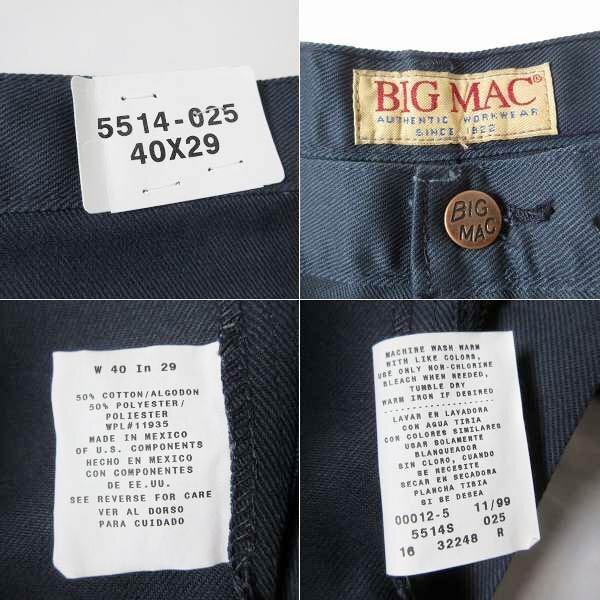 5514-025
40X29
BIG MAC®
AUTHENTIC WORKWEAR
SINCE 1922
BIG
MAC
W 40 In 29
50% COTTON/ALGODON
50% POLYESTER/
POLIESTER
WPL#11935
MADE IN MEXICO
OF U.S. COMPONENTS
HECHO EN MEXICO
CON COMPONENTES
DE EE.UU.
SEE REVERSE FOR CARE
VER AL DORSO
PARA CUIDADO
MACHINE WASH WARM
WITH LIKE COLORS,
USE ONLY NON-CHLORINE
BLEACH WHEN NEEDED,
TUMBLE DRY
WARM IRON IF DESIRED
LAVAR EN LAVADORA
CON AGUA TIBIA
CON COLORES SIMILARES
USAR SOLAMENTE
BLANQUEADOR
SIN CLORO, CUANDO
SE NECESITE
SECAR EN SECADORA
PLANCHA TIBIA
SI SE DESEA
00012-5 11/99
5514S 025
16 32248 R